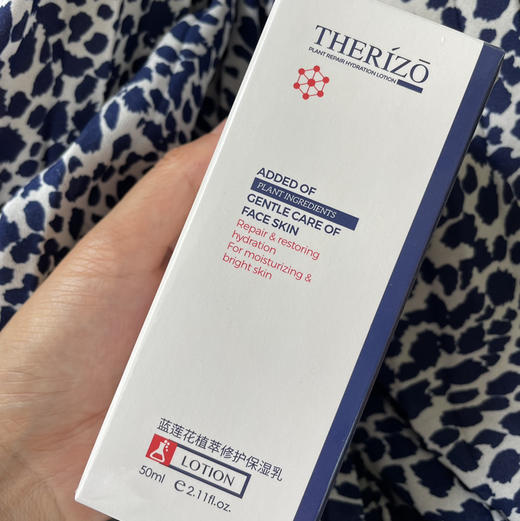 THERÍZŌ
PLANT REPAIR HYDRATION LOTION
ADDED OF
PLANT INGREDIENTS
GENTLE CARE OF
FACE SKIN
Repair & restoring
hydration
For moisturizing &
bright skin
蓝莲花植萃修护保湿乳
LOTION
50ml ℮2.11fl.oz.